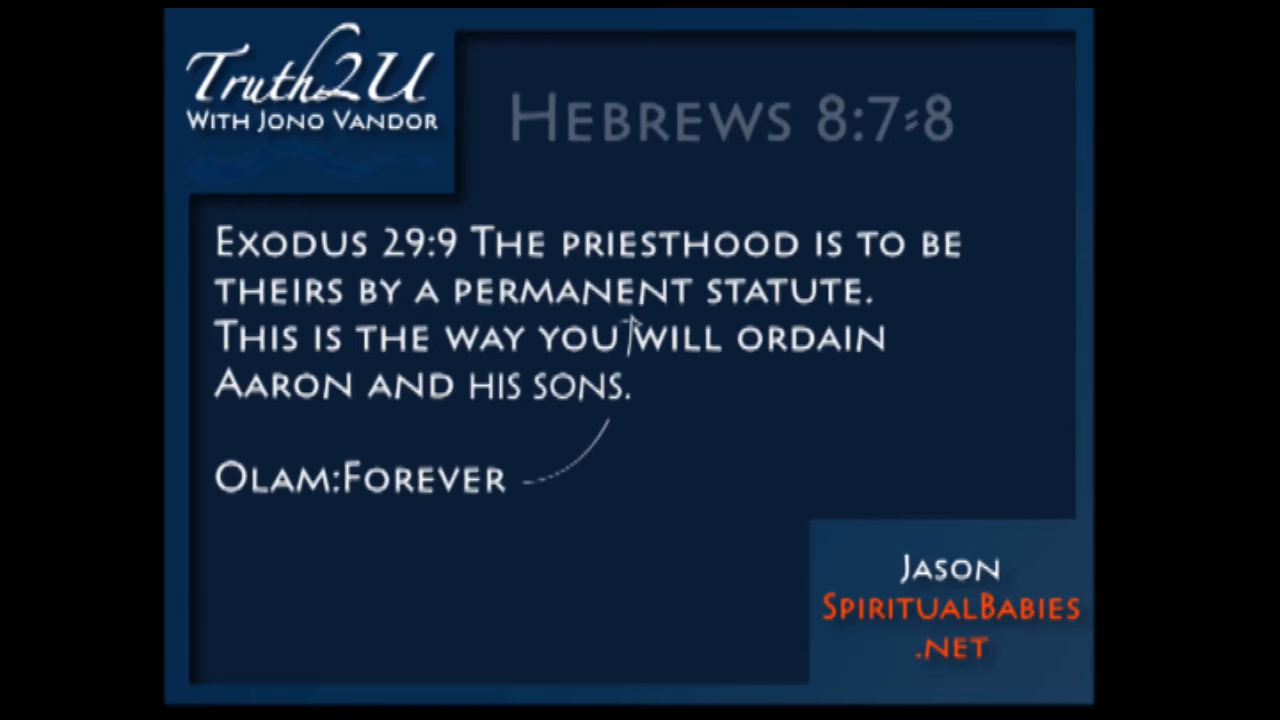 Truth2U
With Jono Vandor
Hebrews 8:7-8
Exodus 29:9 The priesthood is to be
theirs by a permanent statute.
This is the way you will ordain
Aaron and his sons.
Olam:Forever
Jason
SpiritualBabies
.net